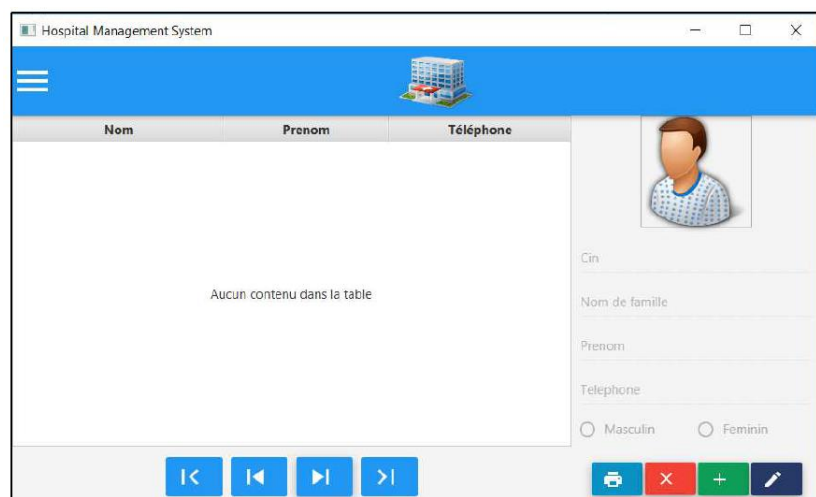 Hospital Management System
Nom Prenom Téléphone
Aucun contenu dans la table
Cin
Nom de famille
Prenom
Telephone
Masculin Feminin